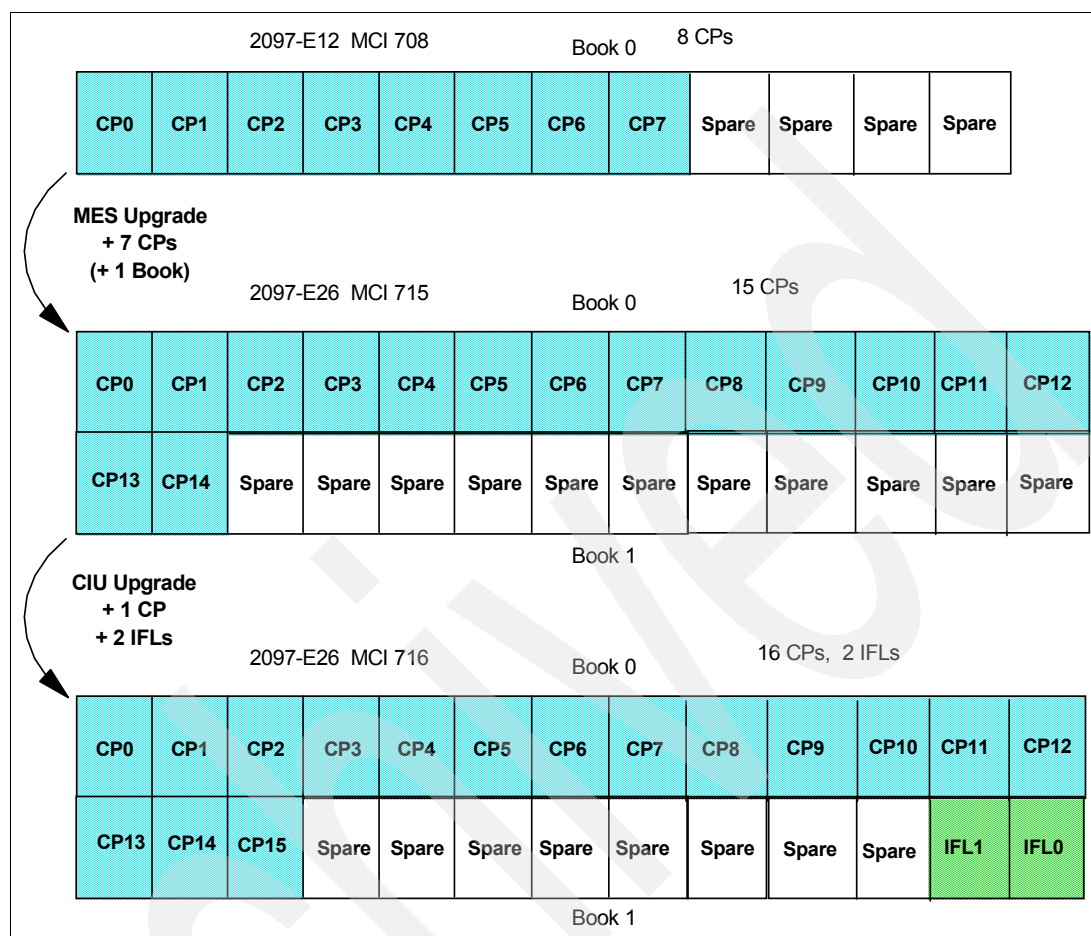 2097-E12 MCI 708 Book 0 8 CPs
CP0 CP1 CP2 CP3 CP4 CP5 CP6 CP7 Spare Spare Spare Spare
MES Upgrade
+ 7 CPs
(+ 1 Book)
2097-E26 MCI 715 Book 0 15 CPs
CP0 CP1 CP2 CP3 CP4 CP5 CP6 CP7 CP8 CP9 CP10 CP11 CP12
CP13 CP14 Spare Spare Spare Spare Spare Spare Spare Spare Spare Spare Spare
Book 1
CIU Upgrade
+ 1 CP
+ 2 IFLs
2097-E26 MCI 716 Book 0 16 CPs, 2 IFLs
CP0 CP1 CP2 CP3 CP4 CP5 CP6 CP7 CP8 CP9 CP10 CP11 CP12
CP13 CP14 CP15 Spare Spare Spare Spare Spare Spare Spare Spare IFL1 IFL0
Book 1